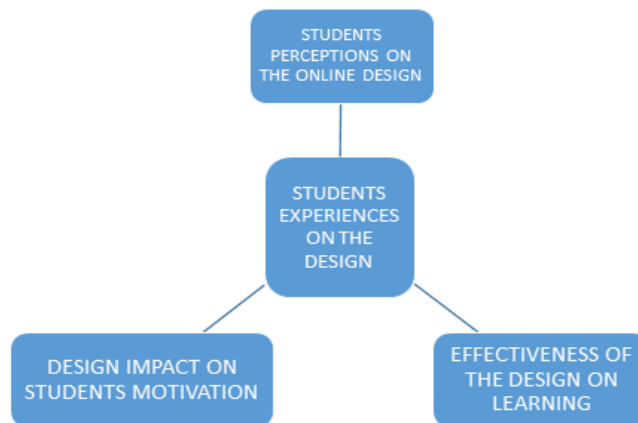 STUDENTS
PERCEPTIONS ON
THE ONLINE DESIGN
STUDENTS
EXPERIENCES
ON THE
DESIGN
DESIGN IMPACT ON
STUDENTS MOTIVATION
EFFECTIVENESS OF
THE DESIGN ON
LEARNING